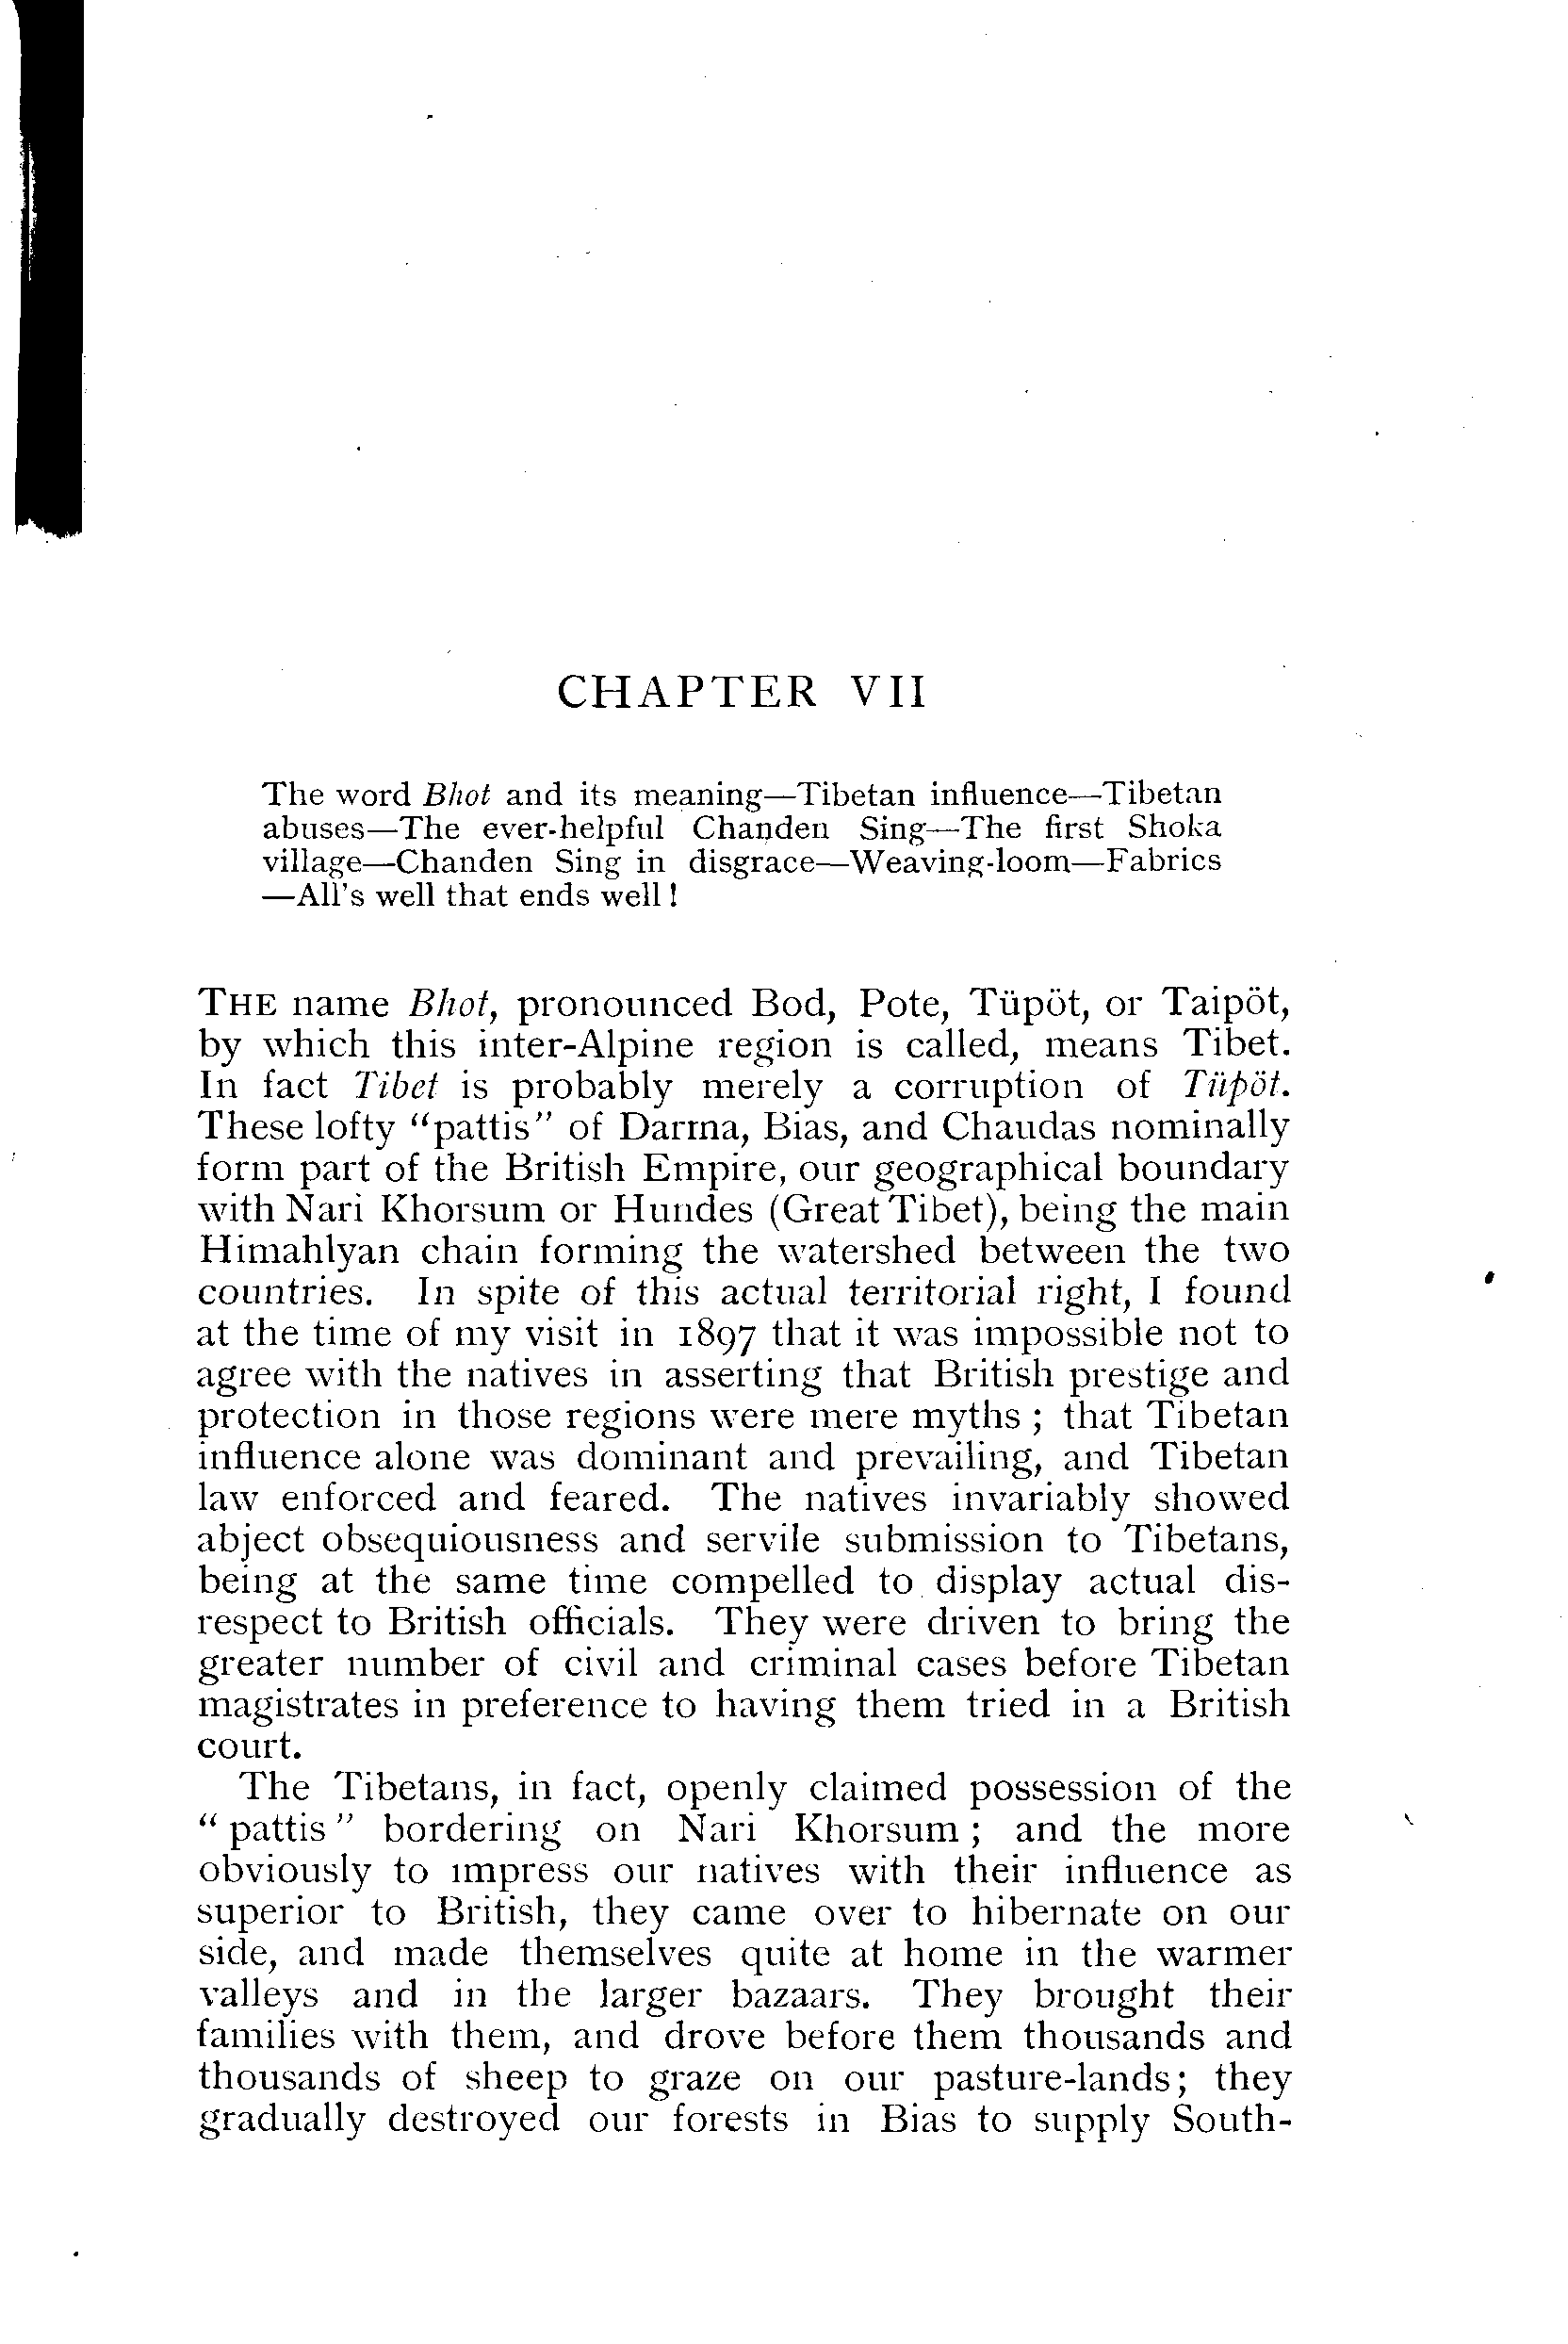 CHAPTER VII
The word Bhot and its meaning—Tibetan influence—Tibetan
abuses—The ever-helpful Chanden Sing—The first Shoka
village—Chanden Sing in disgrace—Weaving-loom—Fabrics
—All's well that ends well !
THE name Bhot, pronounced Bod, Pote, Tüpöt, or Taipöt,
by which this inter-Alpine region is called, means Tibet.
In fact Tibet is probably merely a corruption of Tüpöt.
These lofty "pattis" of Darma, Bias, and Chaudas nominally
form part of the British Empire, our geographical boundary
with Nari Khorsum or Hundes (Great Tibet), being the main
Himahlyan chain forming the watershed between the two
countries. In spite of this actual territorial right, I found
at the time of my visit in 1897 that it was impossible not to
agree with the natives in asserting that British prestige and
protection in those regions were mere myths ; that Tibetan
influence alone was dominant and prevailing, and Tibetan
law enforced and feared. The natives invariably showed
abject obsequiousness and servile submission to Tibetans,
being at the same time compelled to display actual dis-
respect to British officials. They were driven to bring the
greater number of civil and criminal cases before Tibetan
magistrates in preference to having them tried in a British
court.
The Tibetans, in fact, openly claimed possession of the
" pattis " bordering on Nari Khorsum ; and the more
obviously to impress our natives with their influence as
superior to British, they came over to hibernate on our
side, and made themselves quite at home in the warmer
valleys and in the larger bazaars. They brought their
families with them, and drove before them thousands and
thousands of sheep to graze on our pasture-lands; they
gradually destroyed our forests in Bias to supply South-